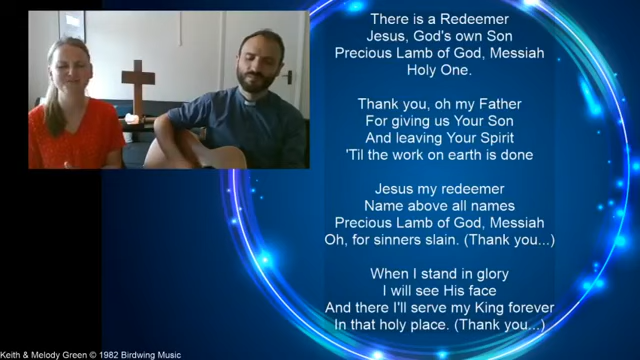 There is a Redeemer
Jesus, God's own Son
Precious Lamb of God, Messiah
Holy One.
Thank you, oh my Father
For giving us Your Son
And leaving Your Spirit
'Til the work on earth is done
Jesus my redeemer
Name above all names
Precious Lamb of God, Messiah
Oh, for sinners slain. (Thank you...)
When I stand in glory
I will see His face
And there I'll serve my King forever
In that holy place. (Thank you...)
Keith & Melody Green © 1982 Birdwing Music